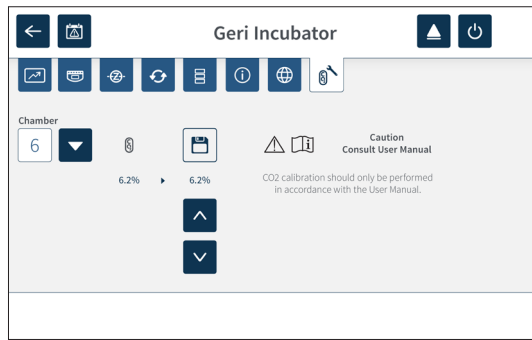 Geri Incubator
Chamber
6
6.2% ▸ 6.2%
Caution
Consult User Manual
CO2 calibration should only be performed
in accordance with the User Manual.